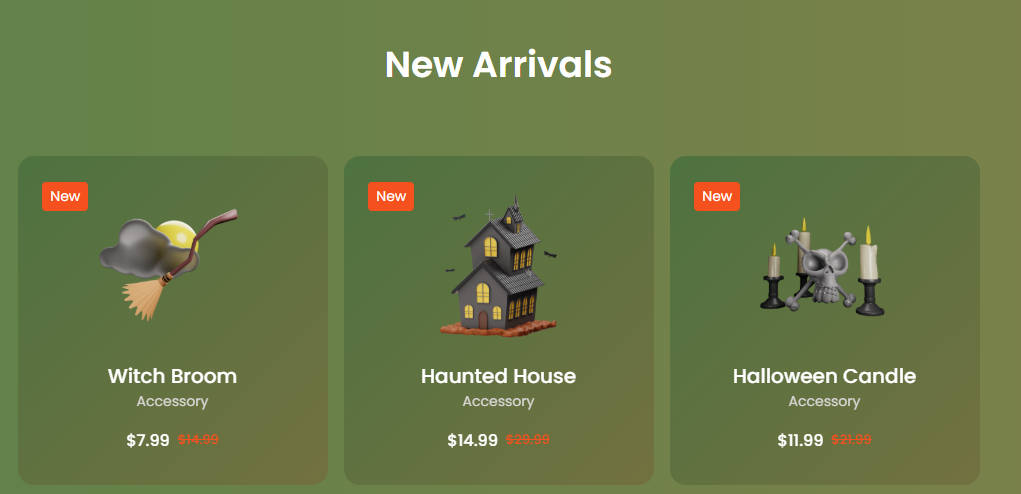 New Arrivals
New
New
New
Witch Broom
Haunted House
Halloween Candle
Accessory
Accessory
Accessory
$7.99 $14.99
$14.99 $29.99
$11.99 $21.99